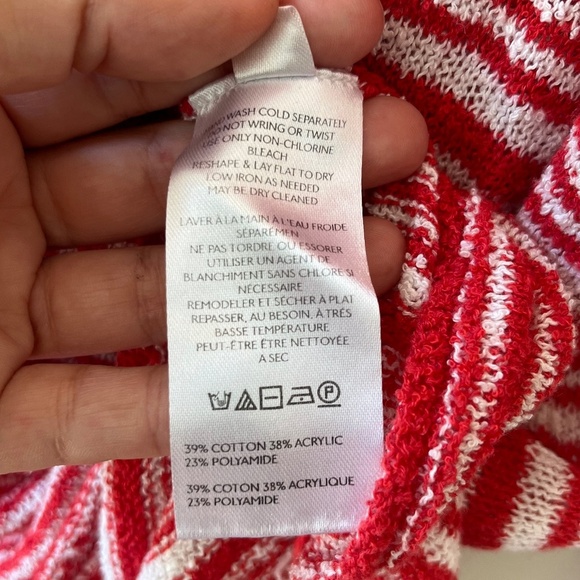 WASH COLD SEPARATELY
DO NOT WRING OR TWIST
USE ONLY NON-CHLORINE
BLEACH
RESHAPE & LAY FLAT TO DRY
LOW IRON AS NEEDED
MAY BE DRY CLEANED
LAVER À LA MAIN À L'EAU FROIDE
SÉPARÉMEN
NE PAS TORDRE OU ESSORER
UTILISER UN AGENT DE
BLANCHIMENT SANS CHLORE SI
NÉCESSAIRE
REMODELER ET SÉCHER À PLAT
REPASSER, AU BESOIN, À TRÉS
BASSE TEMPÉRATURE
PEUT-ÊTRE ÊTRE NETTOYÉE
A SEC
P
39% COTTON 38% ACRYLIC
23% POLYAMIDE
39% COTON 38% ACRYLIQUE
23% POLYAMIDE